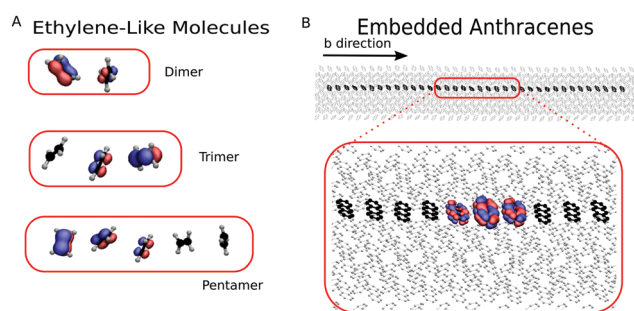 A
Ethylene-Like Molecules
Dimer
Trimer
Pentamer
B
Embedded Anthracenes
b direction